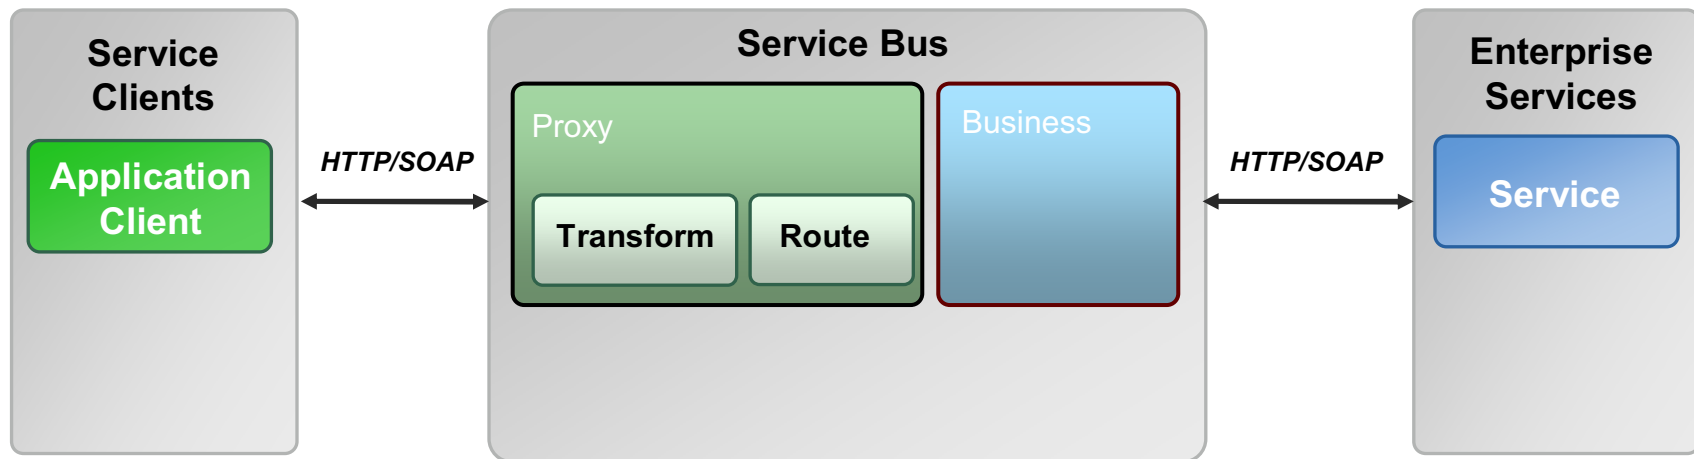 Service
Clients
Application
Client
HTTP/SOAP
Service Bus
Proxy
Transform
Route
Business
HTTP/SOAP
Enterprise
Services
Service